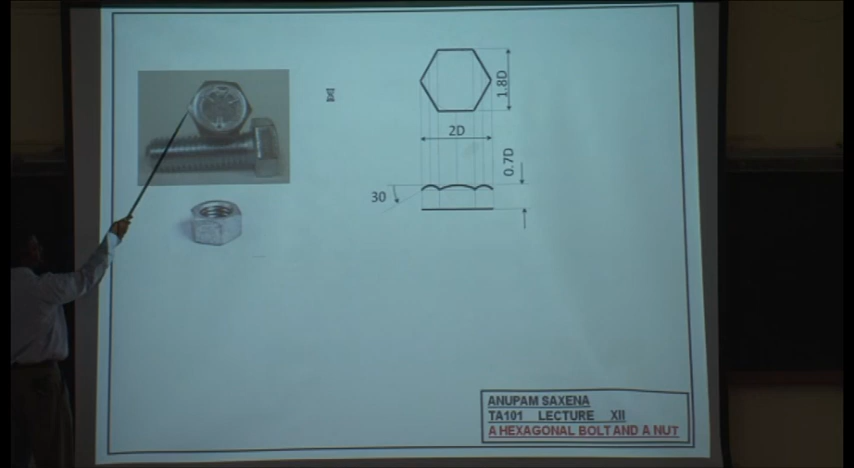 1.8D
2D
0.7D
30
ANUPAM SAXENA
TA101 LECTURE XII
A HEXAGONAL BOLT AND A NUT